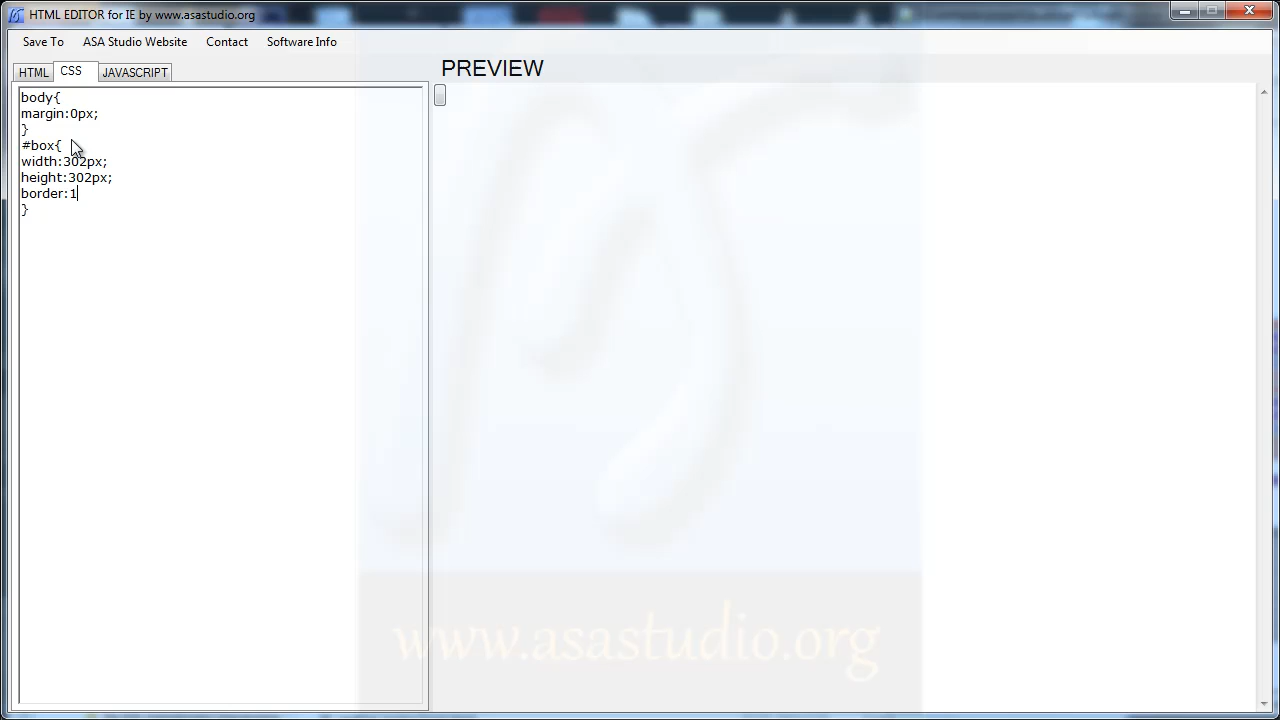 HTML EDITOR for IE by www.asastudio.org
Save To ASA Studio Website Contact Software Info
HTML CSS JAVASCRIPT
PREVIEW
body{
margin:0px;
}
#box{
width:302px;
height:302px;
border:1
}
www.asastudio.org